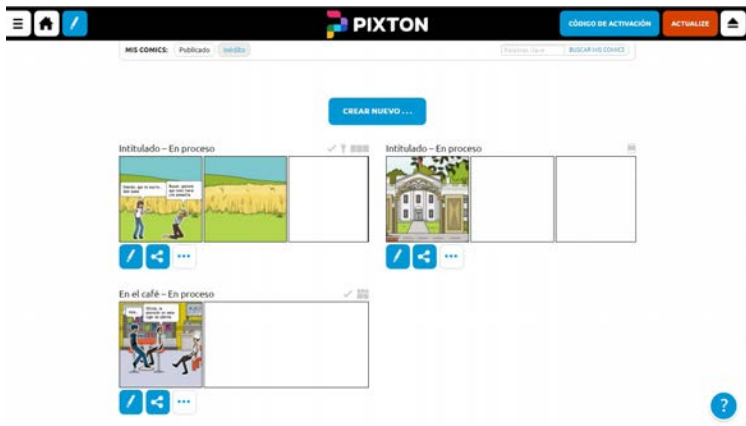 PIXTON
CÓDIGO DE ACTIVACIÓN
ACTUALIZE
MIS COMICS: Publicado Inédito
BUSCAR MIS COMICS
CREAR NUEVO . . .
Intitulado – En proceso
Intitulado – En proceso
En el café – En proceso
?